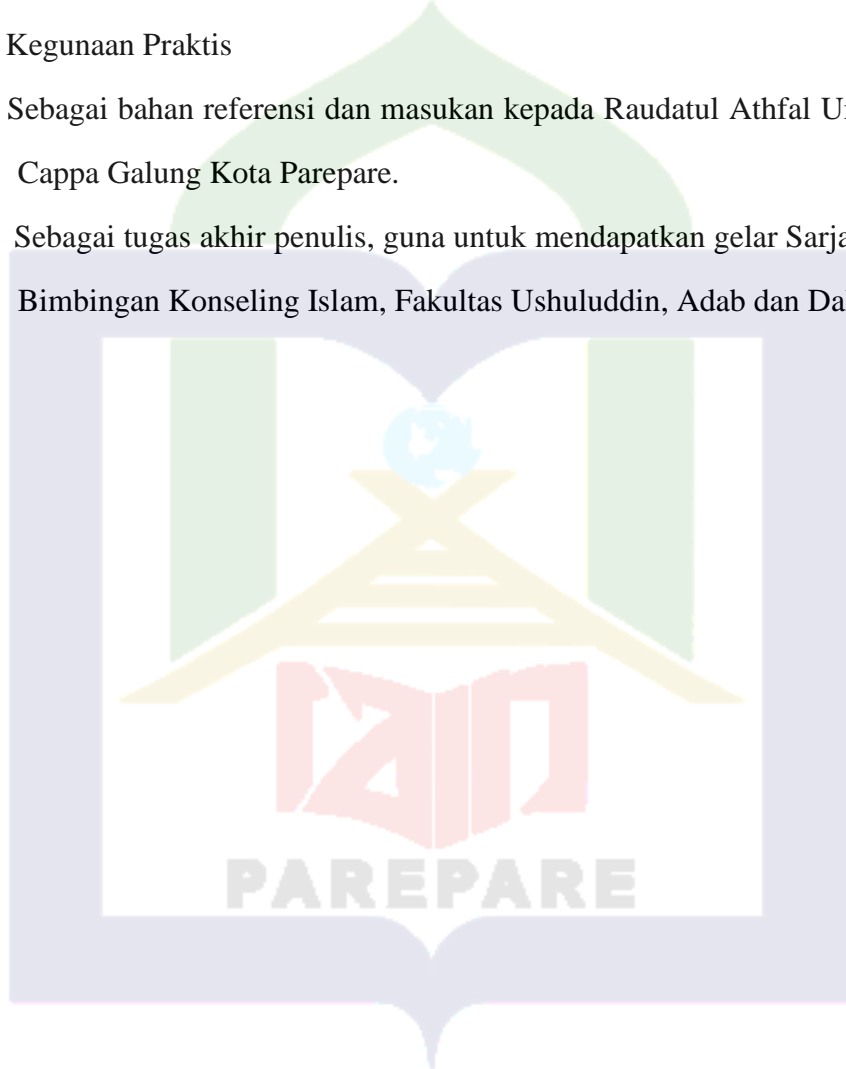 Kegunaan Praktis
Sebagai bahan referensi dan masukan kepada Raudatul Athfal
Cappa Galung Kota Parepare.
Sebagai tugas akhir penulis, guna untuk mendapatkan gelar
Bimbingan Konseling Islam, Fakultas Ushuluddin, Adab dan
iain
PAREPARE